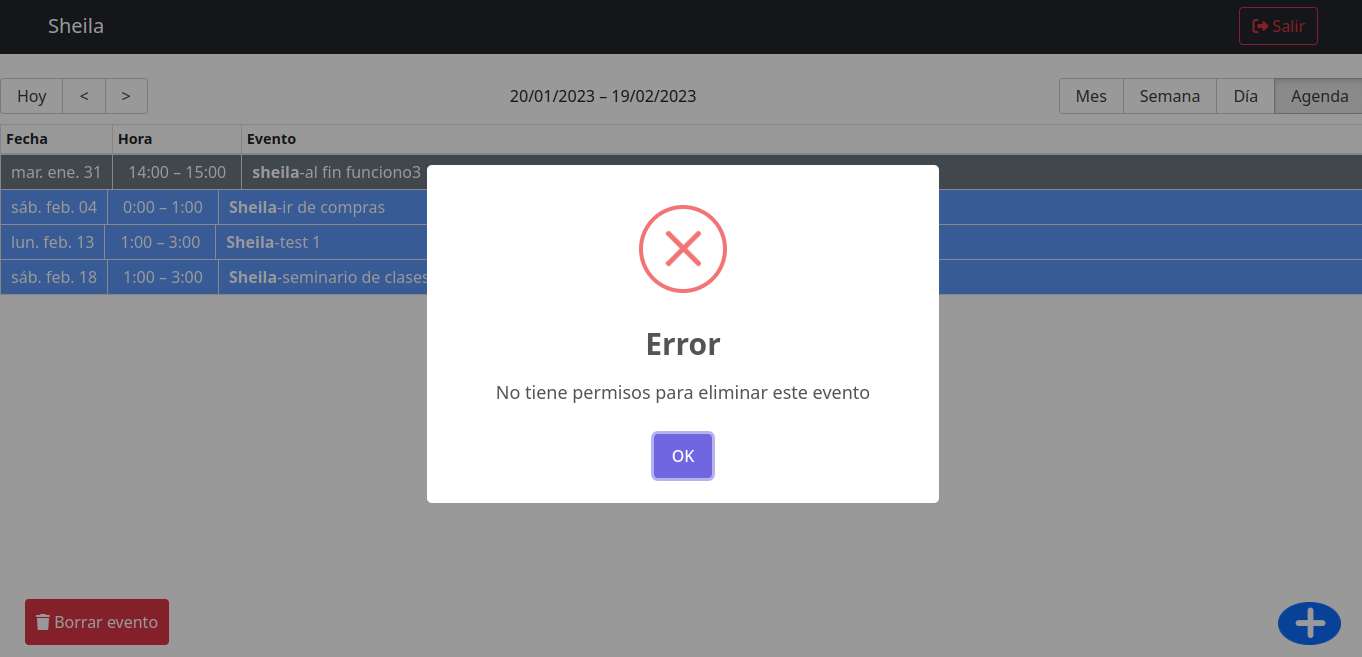 Sheila
Salir
Hoy < > 20/01/2023 – 19/02/2023 Mes Semana Día Agenda
Fecha Hora Evento
mar. ene. 31 14:00 – 15:00 sheila-al fin funciono3
sáb. feb. 04 0:00 – 1:00 Sheila-ir de compras
lun. feb. 13 1:00 – 3:00 Sheila-test 1
sáb. feb. 18 1:00 – 3:00 Sheila-seminario de clases
Error
No tiene permisos para eliminar este evento
OK
Borrar evento